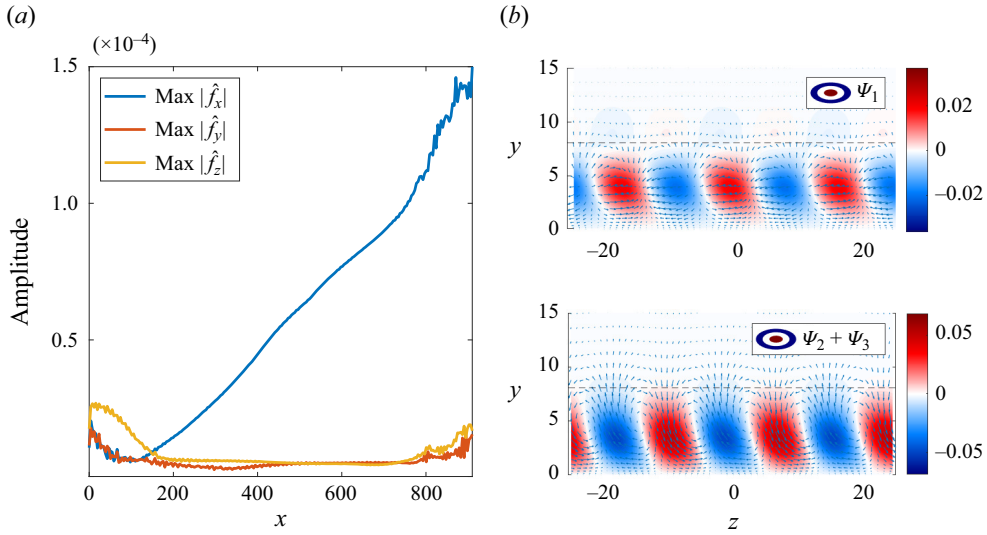 (a)
(×10⁻⁴)
1.5
1.0
0.5
Amplitude
Max |f̂ₓ|
Max |f̂_y|
Max |f̂_z|
0 200 400 600 800
x
(b)
15
10
5
0
y
Ψ₁
−20 0 20
0.02
0
−0.02
15
10
5
0
y
Ψ₂ + Ψ₃
−20 0 20
z
0.05
0
−0.05